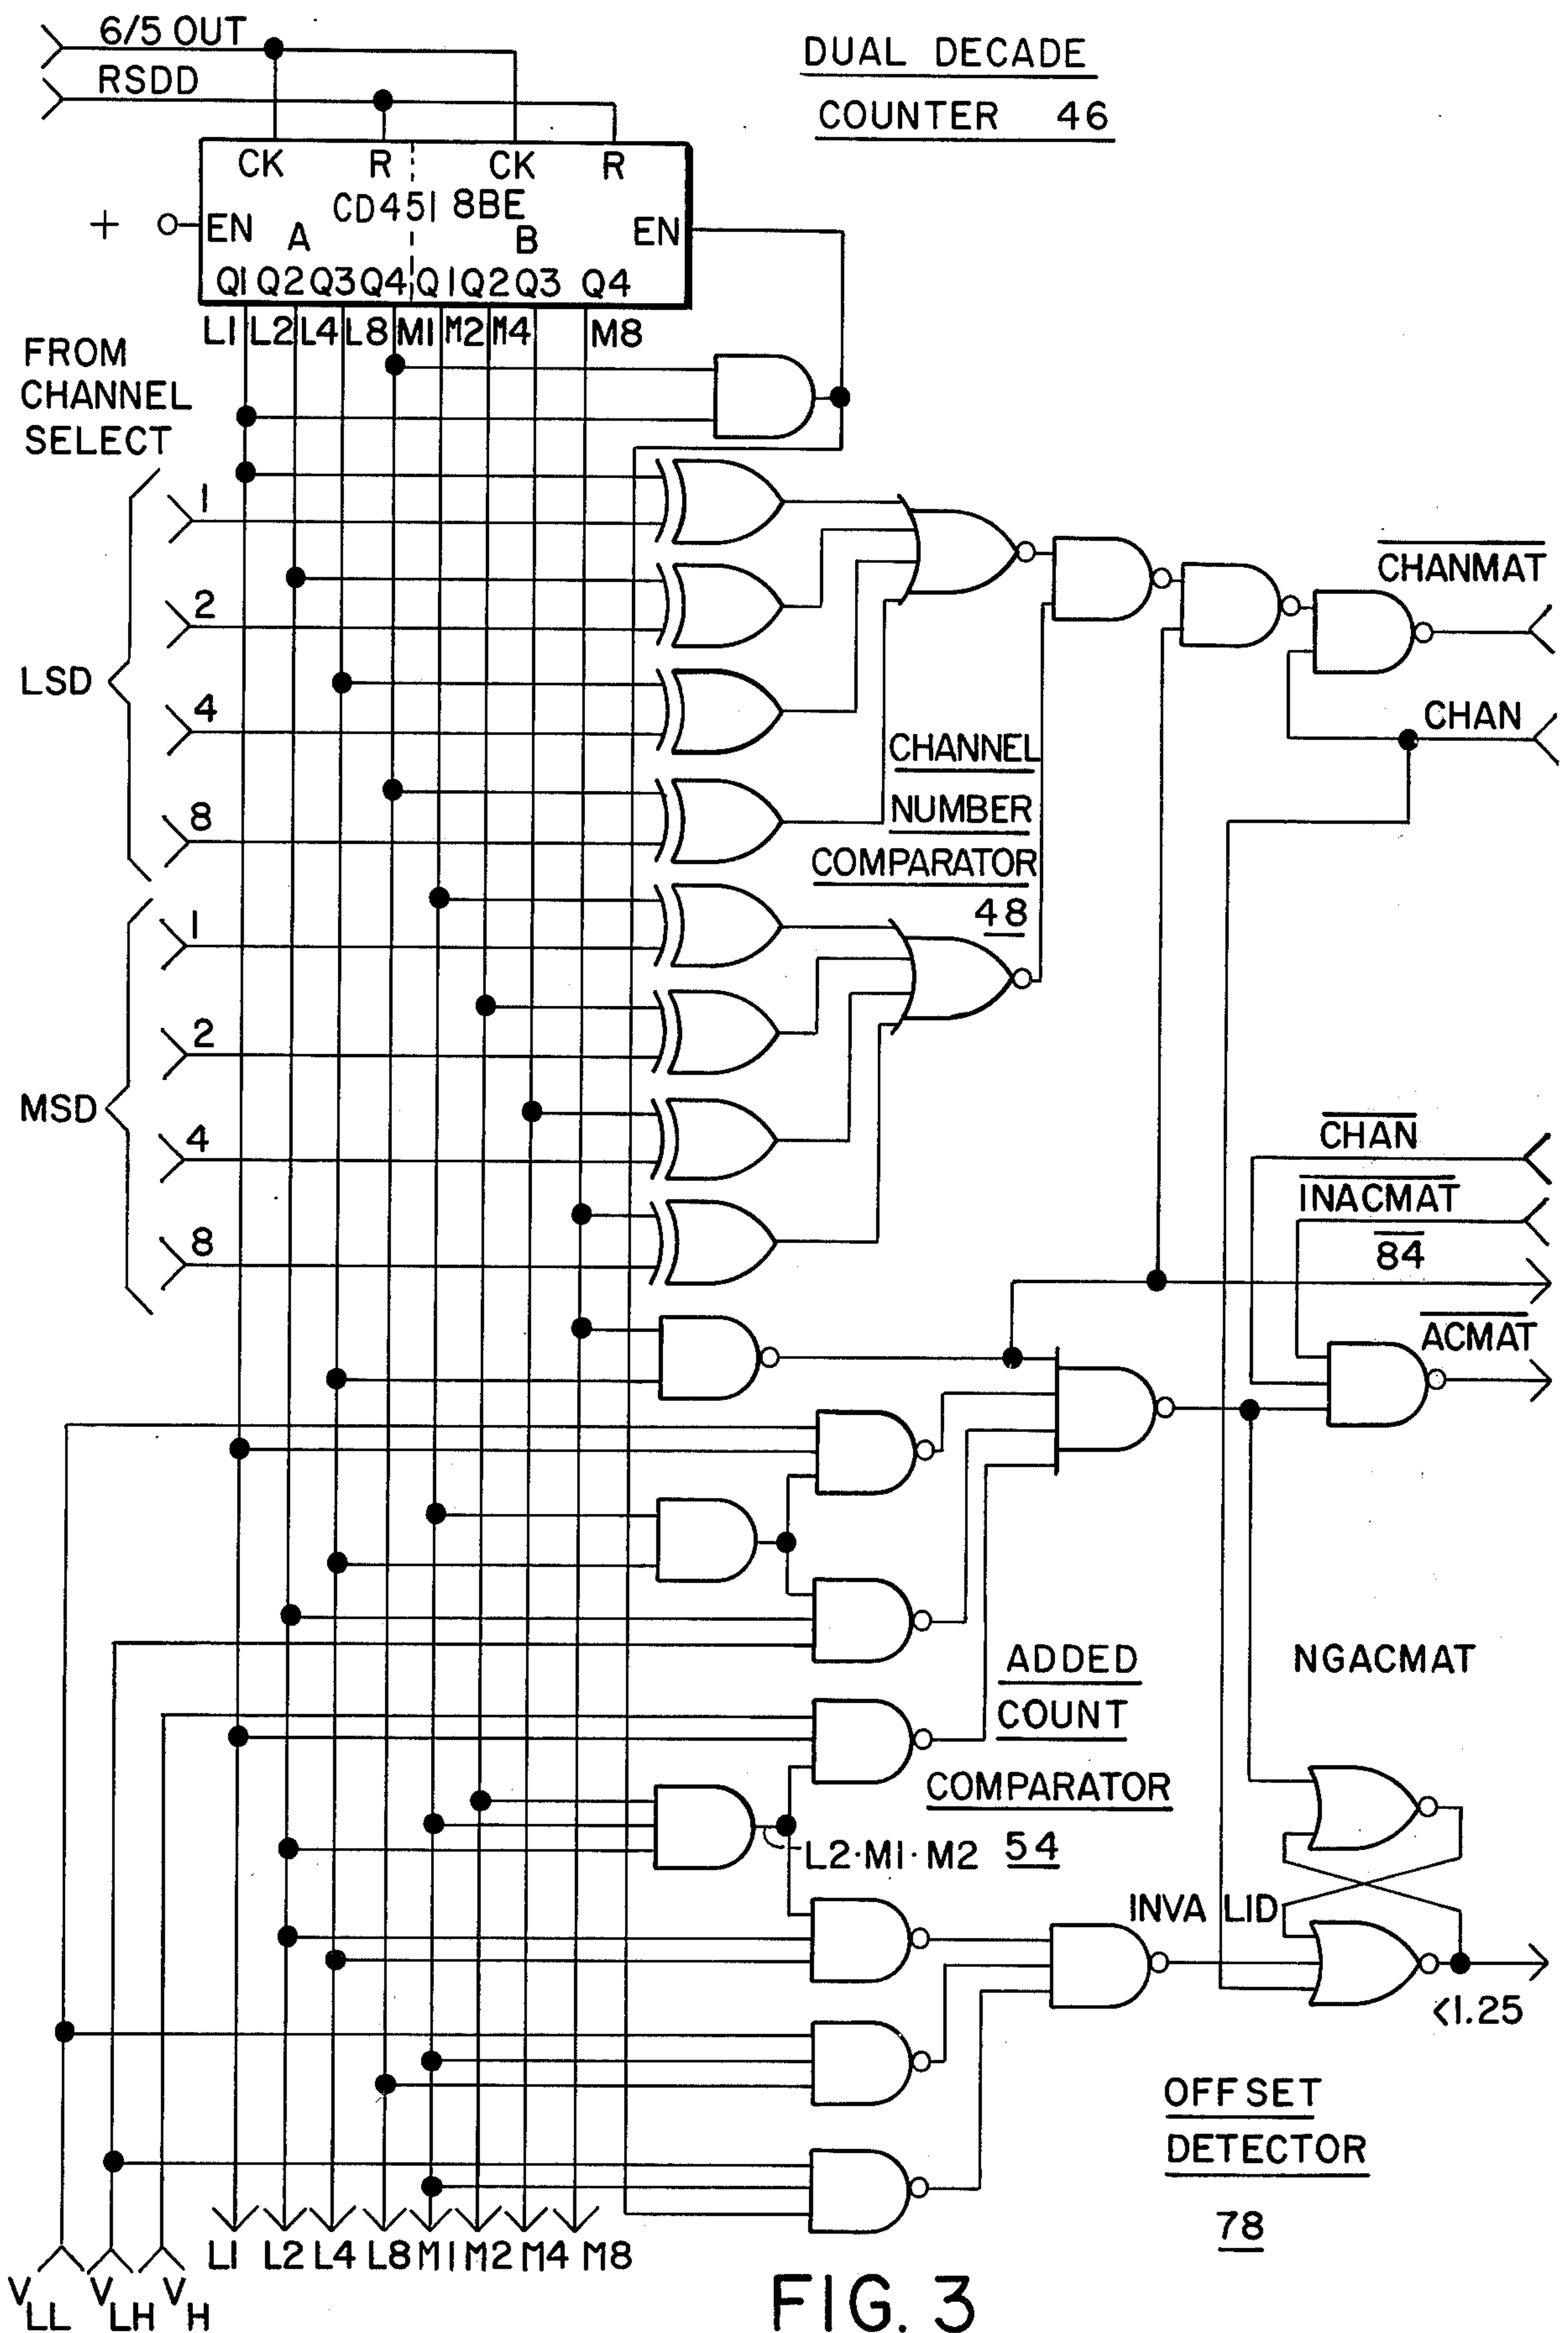 6/5 OUT
RSDD
DUAL DECADE
COUNTER 46
CK R CK R
CD451 8BE
+ EN A B EN
Q1 Q2 Q3 Q4 Q1 Q2 Q3 Q4
L1 L2 L4 L8 M1 M2 M4 M8
FROM
CHANNEL
SELECT
LSD
1
2
4
8
CHANMAT
CHAN
CHANNEL
NUMBER
COMPARATOR
48
MSD
1
2
4
8
CHAN
INACMAT
84
ACMAT
NGACMAT
ADDED
COUNT
COMPARATOR
54
L2·M1·M2
INVA LID
<1.25
OFFSET
DETECTOR
78
L1 L2 L4 L8 M1 M2 M4 M8
VLL VLH VH
FIG. 3